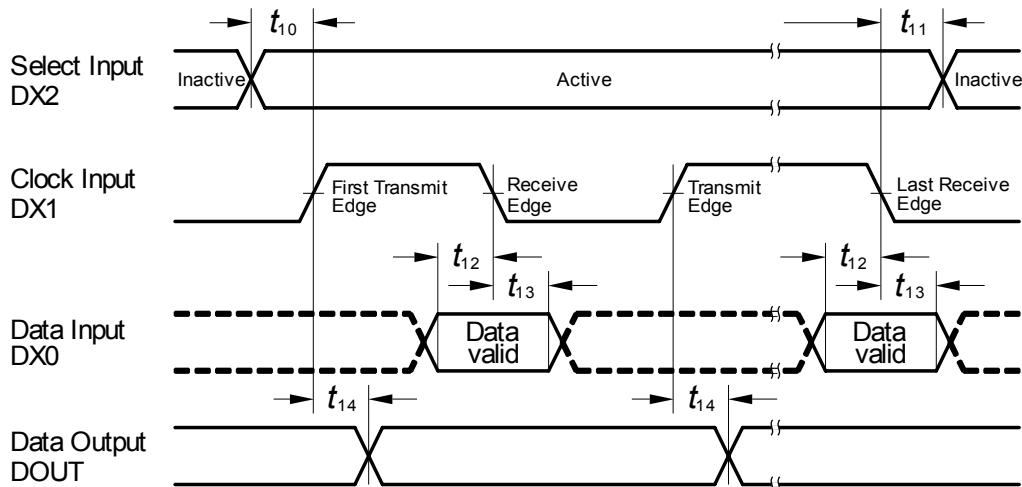 t10
t11
Select Input
DX2
Inactive
Active
Inactive
Clock Input
DX1
First Transmit
Edge
Receive
Edge
Transmit
Edge
Last Receive
Edge
t12
t13
t12
t13
Data Input
DX0
Data
valid
Data
valid
t14
t14
Data Output
DOUT